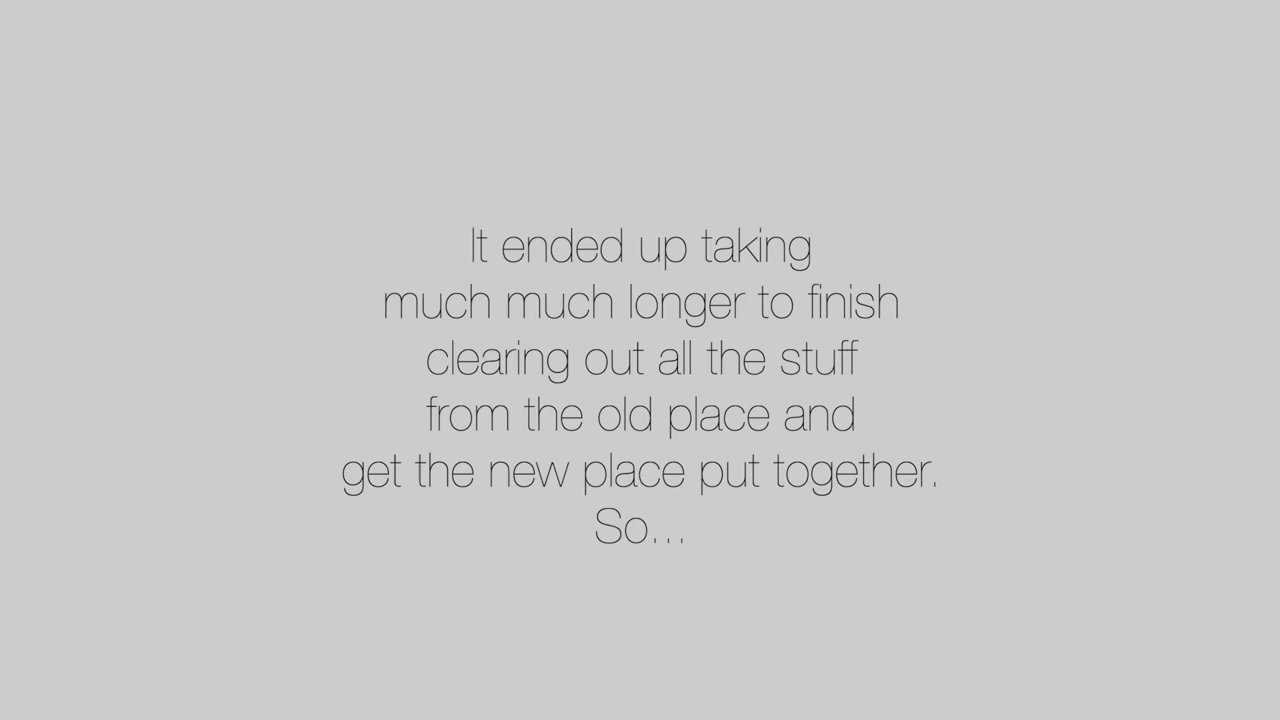 It ended up taking
much much longer to finish
clearing out all the stuff
from the old place and
get the new place put together.
So...